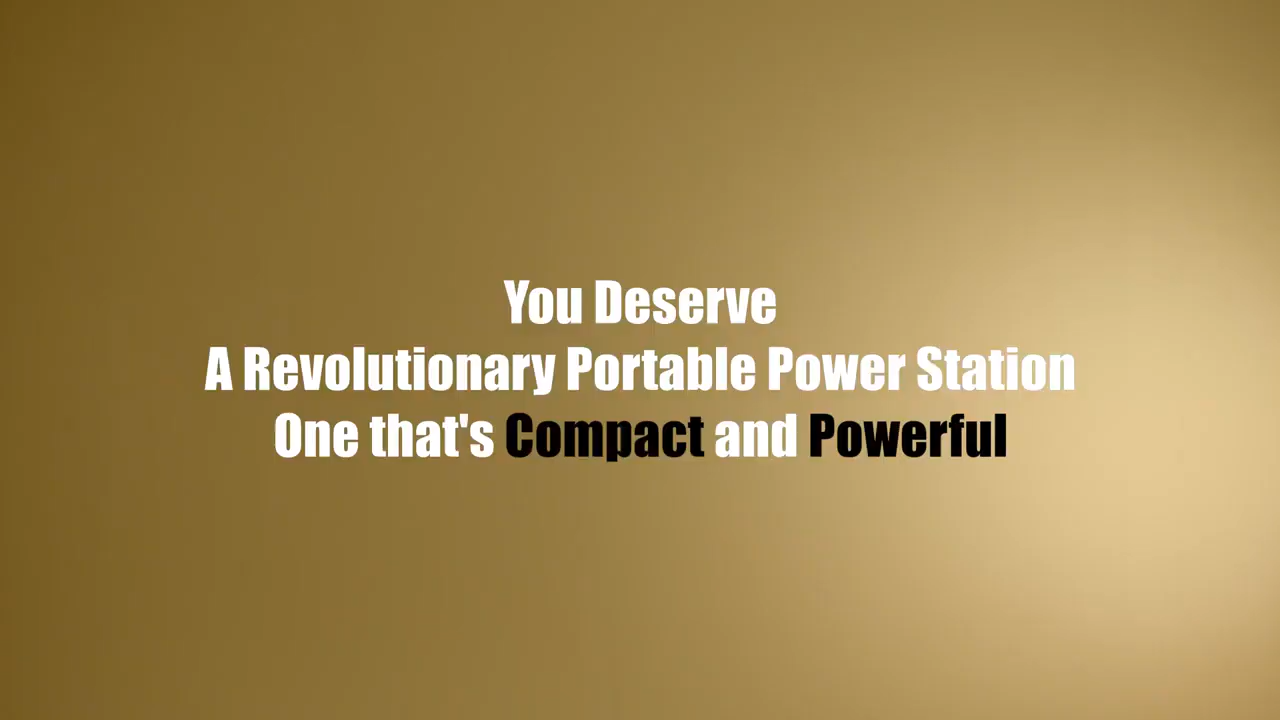 You Deserve
A Revolutionary Portable Power Station
One that's Compact and Powerful